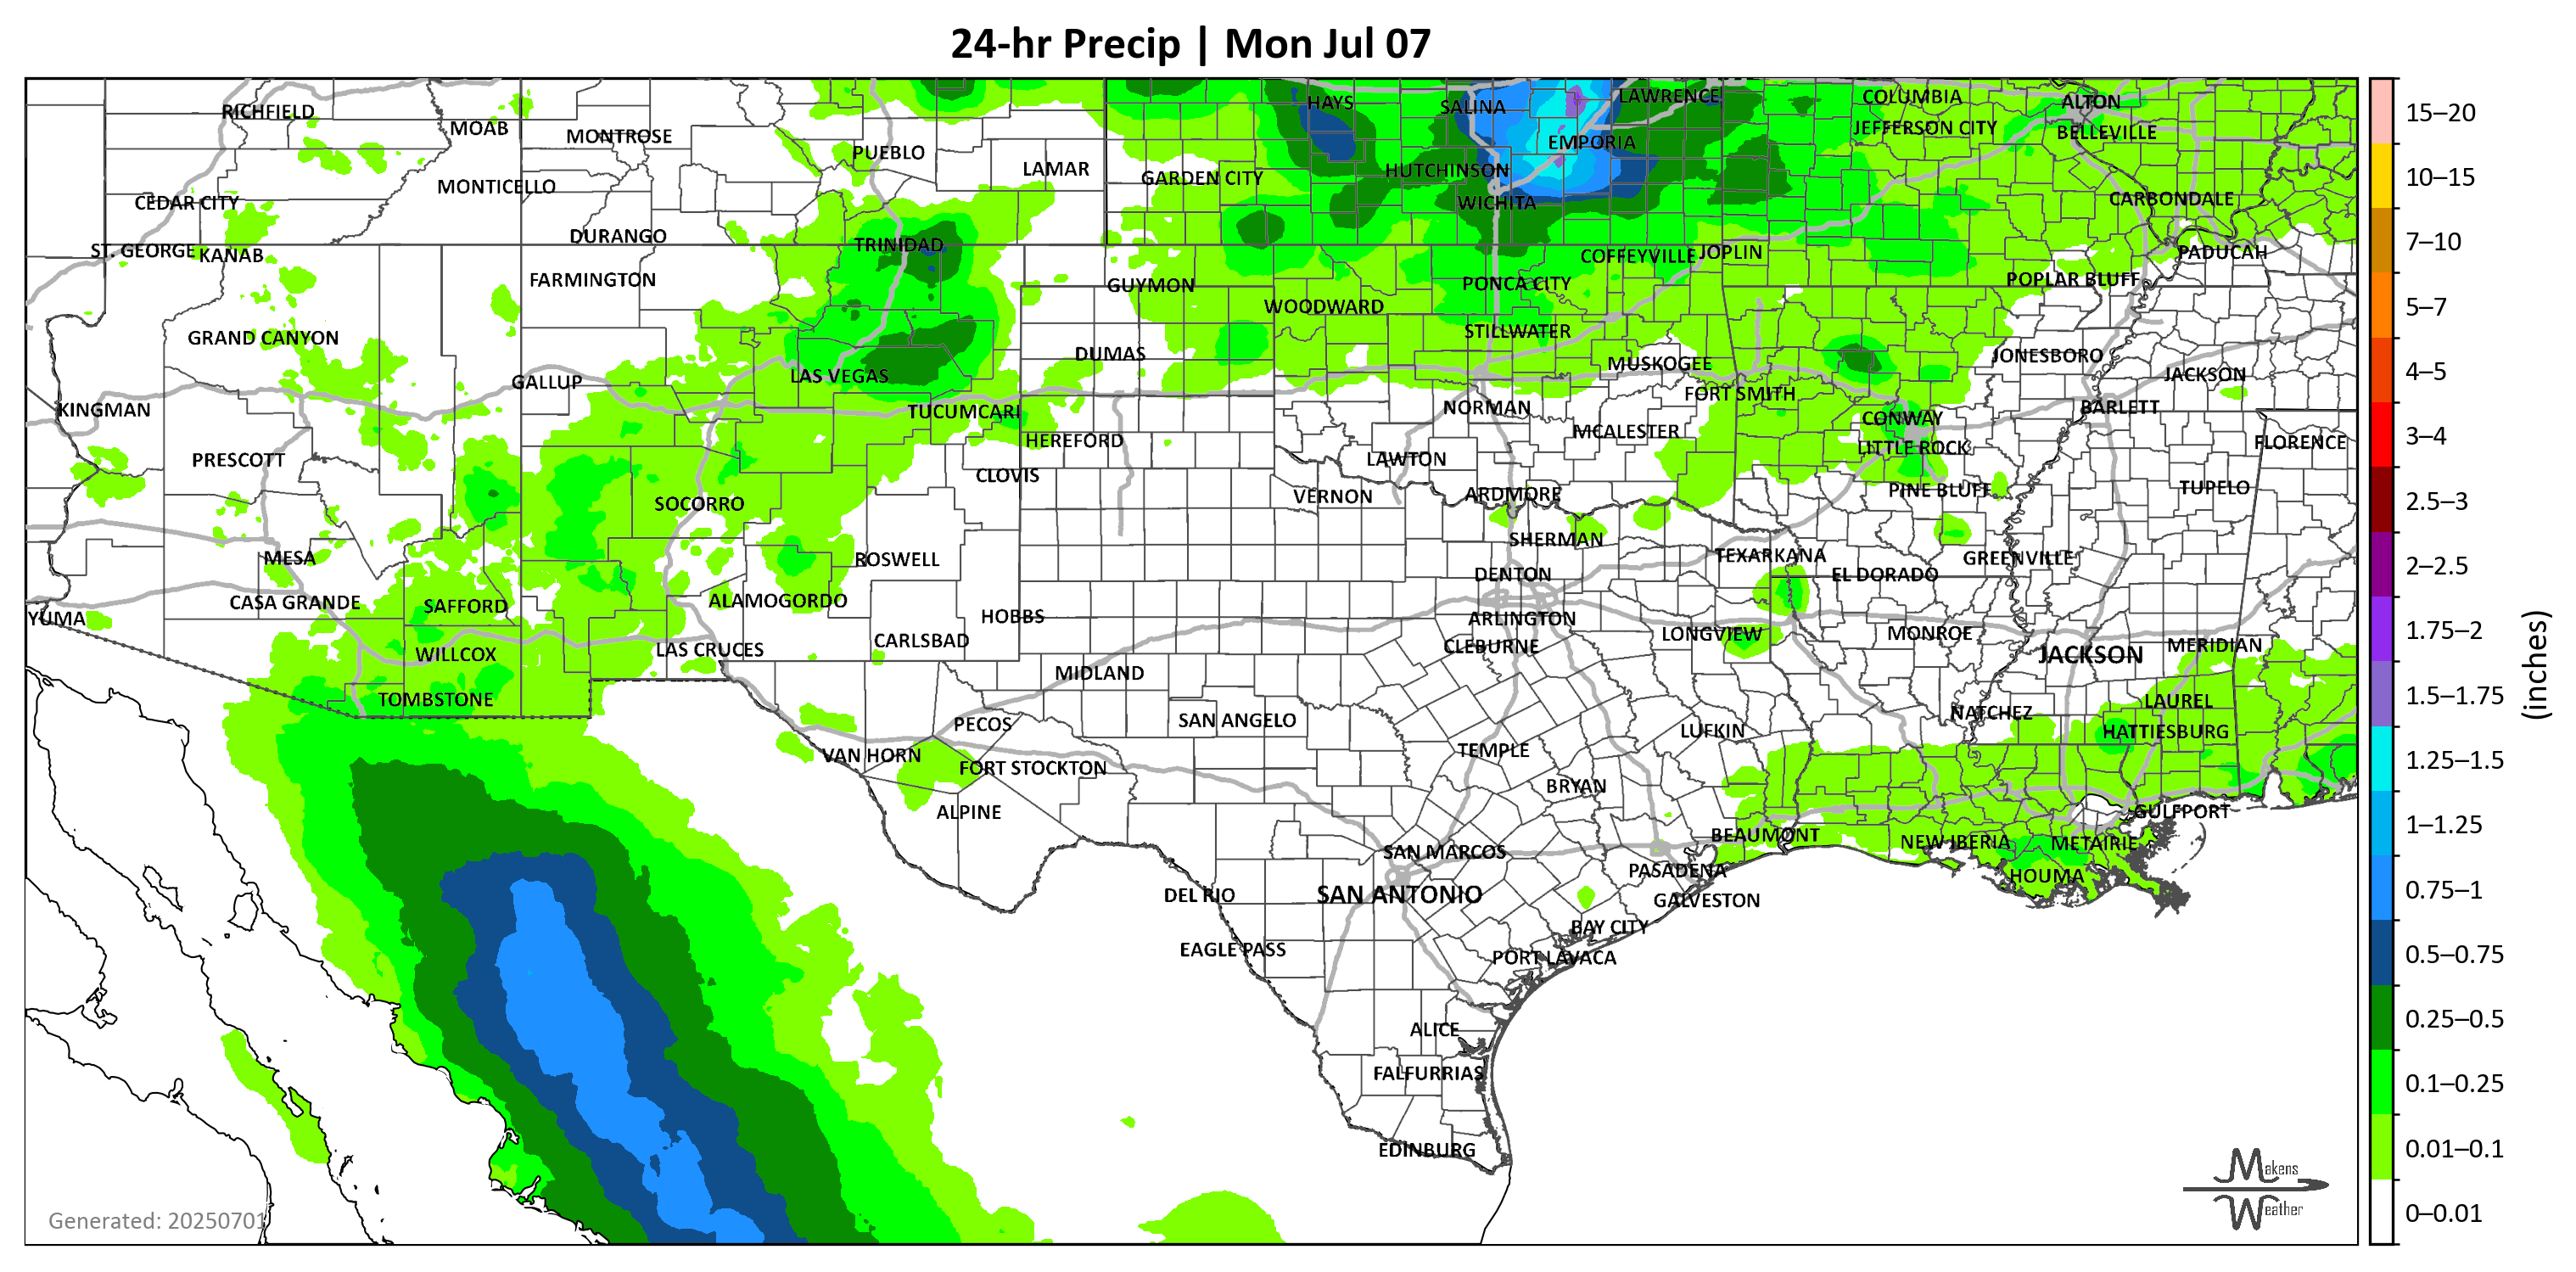 24-hr Precip | Mon Jul 07
RICHFIELD
MOAB
MONTROSE
PUEBLO
LAMAR
HAYS
SALINA
LAWRENCE
EMPORIA
COLUMBIA
ALTON
JEFFERSON CITY
BELLEVILLE
MONTICELLO
GARDEN CITY
HUTCHINSON
CEDAR CITY
WICHITA
CARBONDALE
DURANGO
TRINIDAD
ST. GEORGE
KANAB
COFFEYVILLE
JOPLIN
PADUCAH
FARMINGTON
GUYMON
PONCA CITY
POPLAR BLUFF
WOODWARD
GRAND CANYON
STILLWATER
DUMAS
MUSKOGEE
JONESBORO
GALLUP
LAS VEGAS
FORT SMITH
JACKSON
KINGMAN
TUCUMCARI
NORMAN
CONWAY
BARLETT
HEREFORD
MCALESTER
LITTLE ROCK
FLORENCE
PRESCOTT
CLOVIS
LAWTON
SOCORRO
VERNON
ARDMORE
PINE BLUFF
TUPELO
MESA
ROSWELL
SHERMAN
TEXARKANA
GREENVILLE
CASA GRANDE
SAFFORD
ALAMOGORDO
DENTON
EL DORADO
YUMA
HOBBS
ARLINGTON
WILLCOX
LAS CRUCES
CARLSBAD
CLEBURNE
LONGVIEW
MONROE
JACKSON
MERIDIAN
TOMBSTONE
MIDLAND
PECOS
SAN ANGELO
LUFKIN
NATCHEZ
LAUREL
HATTIESBURG
VAN HORN
FORT STOCKTON
TEMPLE
BRYAN
ALPINE
GULFPORT
SAN MARCOS
BEAUMONT
NEW IBERIA
METAIRIE
PASADENA
HOUMA
DEL RIO
SAN ANTONIO
GALVESTON
EAGLE PASS
BAY CITY
PORT LAVACA
ALICE
FALFURRIAS
EDINBURG
Generated: 20250701
Makens
Weather
15–20
10–15
7–10
5–7
4–5
3–4
2.5–3
2–2.5
1.75–2
1.5–1.75
1.25–1.5
1–1.25
0.75–1
0.5–0.75
0.25–0.5
0.1–0.25
0.01–0.1
0–0.01
(inches)